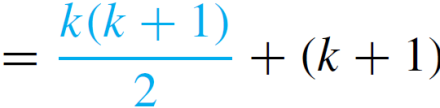 = k(k + 1)/2 + (k + 1)